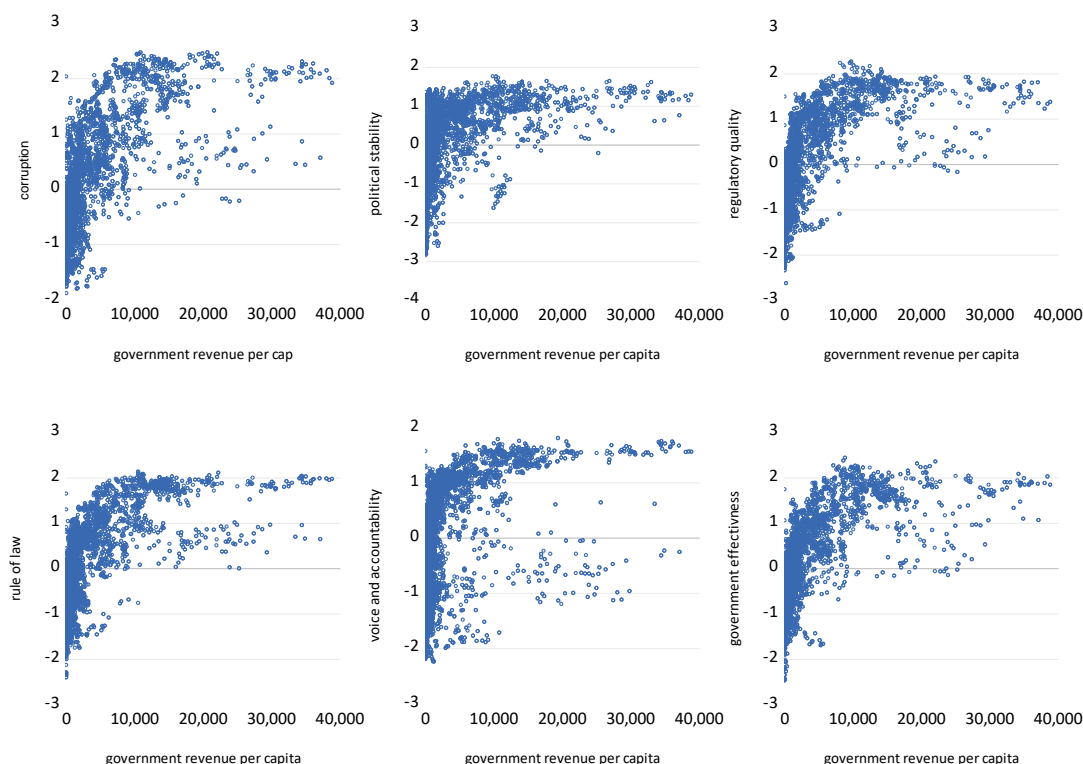 3
2
1
0
-1
2
corruption
0 10,000 20,000 30,000 40,000
government revenue per cap
3
2
1
0
-1
-2
-3
-4
political stability
0 10,000 20,000 30,000 40,000
government revenue per capita
3
2
1
0
-1
-2
-3
regulatory quality
0 10,000 20,000 30,000 40,000
government revenue per capita
3
2
1
0
-1
-2
-3
rule of law
0 10,000 20,000 30,000 40,000
government revenue per capita
2
1
0
-1
-2
-3
voice and accountability
0 10,000 20,000 30,000 40,000
government revenue per capita
3
2
1
0
-1
-2
-3
government effectivness
0 10,000 20,000 30,000 40,000
government revenue per capita